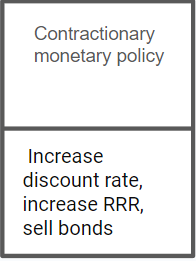 Contractionary
monetary policy
Increase
discount rate,
increase RRR,
sell bonds